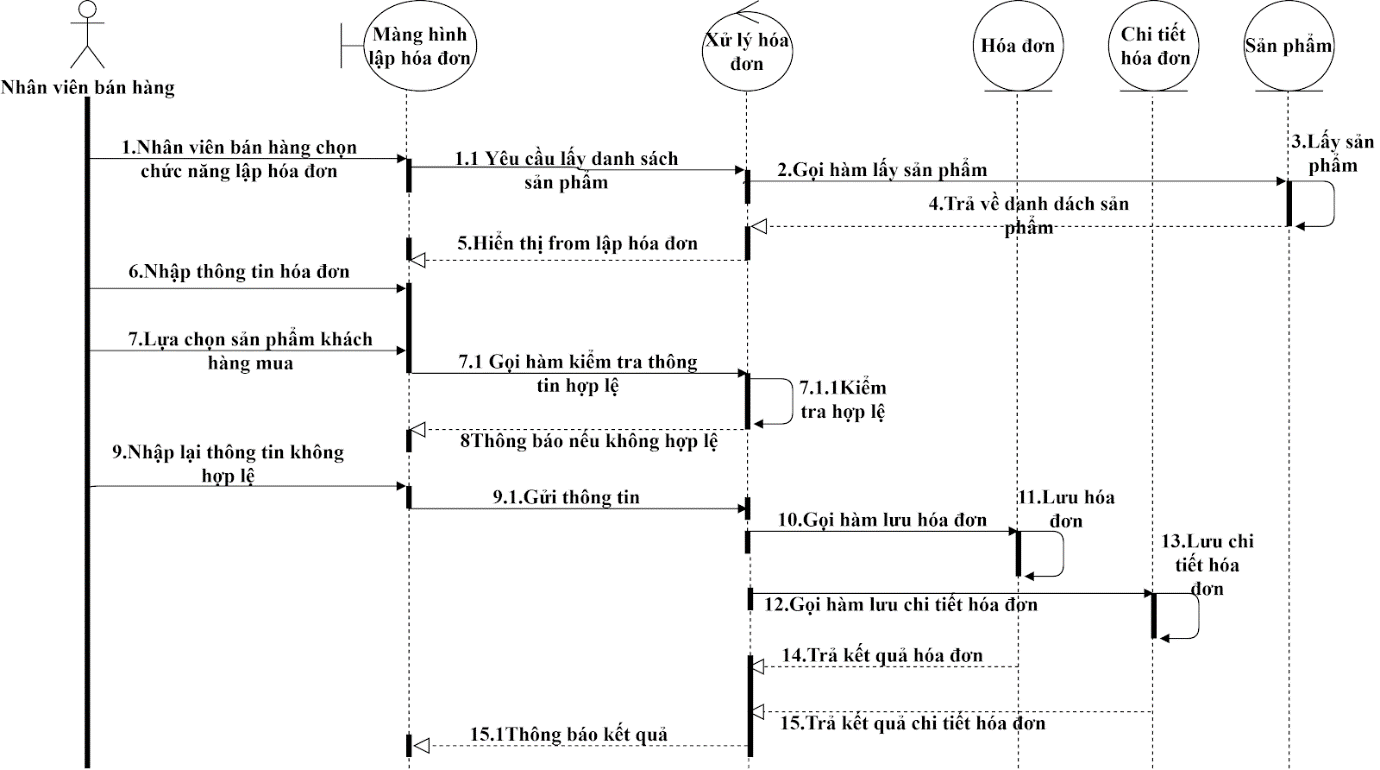 Màng hình
lập hóa đơn
Xử lý hóa
đơn
Hóa đơn
Chi tiết
hóa đơn
Sản phẩm
Nhân viên bán hàng
1.Nhân viên bán hàng chọn
chức năng lập hóa đơn
1.1 Yêu cầu lấy danh sách
sản phẩm
2.Gọi hàm lấy sản phẩm
3.Lấy sản
phẩm
4.Trả về danh dách sản
phẩm
5.Hiển thị from lập hóa đơn
6.Nhập thông tin hóa đơn
7.Lựa chọn sản phẩm khách
hàng mua
7.1 Gọi hàm kiểm tra thông
tin hợp lệ
7.1.1Kiểm
tra hợp lệ
8Thông báo nếu không hợp lệ
9.Nhập lại thông tin không
hợp lệ
9.1.Gửi thông tin
10.Gọi hàm lưu hóa đơn
11.Lưu hóa
đơn
12.Gọi hàm lưu chi tiết hóa đơn
13.Lưu chi
tiết hóa
đơn
14.Trả kết quả hóa đơn
15.Trả kết quả chi tiết hóa đơn
15.1Thông báo kết quả